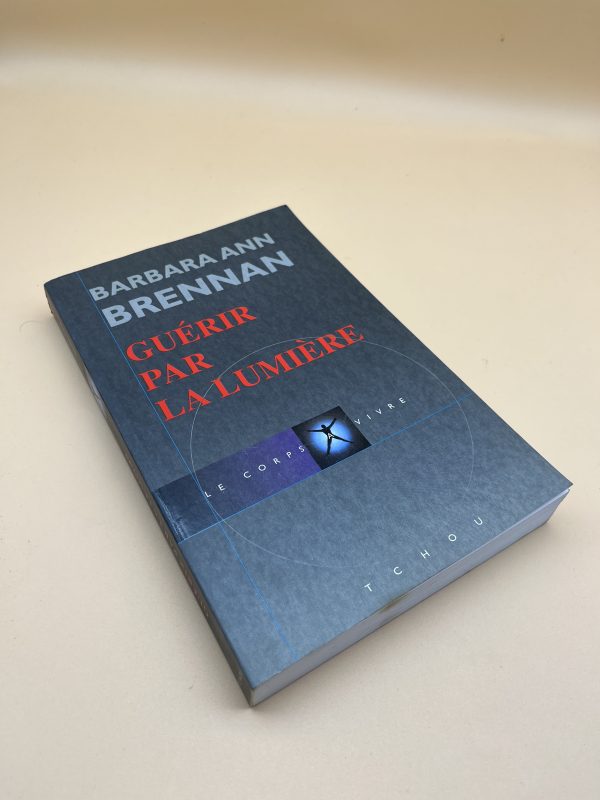 BARBARA ANN
BRENNAN
GUÉRIR
PAR
LA LUMIÈRE
LE CORPS À VIVRE
TCHOU